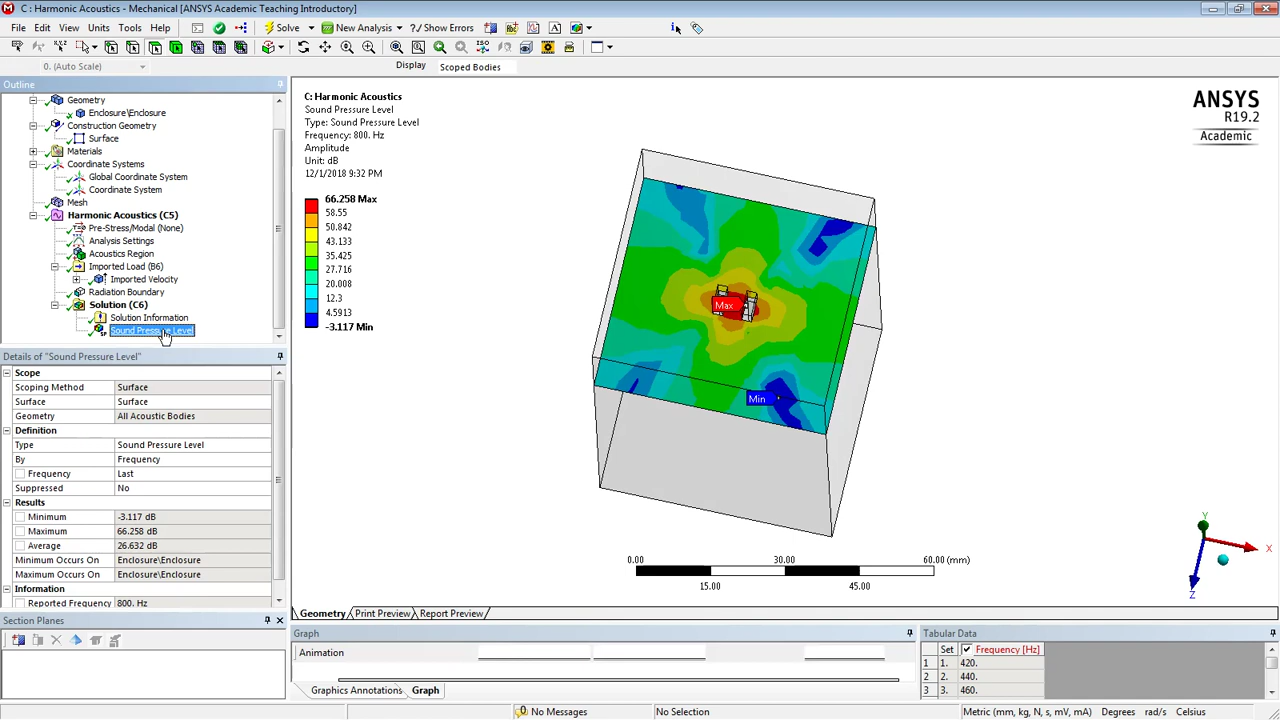 C : Harmonic Acoustics - Mechanical [ANSYS Academic Teaching Introductory]
File Edit View Units Tools Help Solve New Analysis ?/ Show Errors
0. (Auto Scale) Display Scoped Bodies
Outline
Geometry
Enclosure\Enclosure
Construction Geometry
Surface
Materials
Coordinate Systems
Global Coordinate System
Coordinate System
Mesh
Harmonic Acoustics (C5)
Pre-Stress/Modal (None)
Analysis Settings
Acoustics Region
Imported Load (B6)
Imported Velocity
Radiation Boundary
Solution (C6)
Solution Information
Sound Pressure Level
Details of "Sound Pressure Level"
Scope
Scoping Method Surface
Surface Surface
Geometry All Acoustic Bodies
Definition
Type Sound Pressure Level
By Frequency
Frequency Last
Suppressed No
Results
Minimum -3.117 dB
Maximum 66.258 dB
Average 26.632 dB
Minimum Occurs On Enclosure\Enclosure
Maximum Occurs On Enclosure\Enclosure
Information
Reported Frequency 800. Hz
Section Planes
C: Harmonic Acoustics
Sound Pressure Level
Type: Sound Pressure Level
Frequency: 800. Hz
Amplitude
Unit: dB
12/1/2018 9:32 PM
66.258 Max
58.55
50.842
43.133
35.425
27.716
20.008
12.3
4.5913
-3.117 Min
ANSYS
R19.2
Academic
Max
Min
0.00 30.00 60.00 (mm)
15.00 45.00
Y
X
Z
Geometry Print Preview Report Preview
Graph
Animation
Graphics Annotations Graph
Tabular Data
Set Frequency [Hz]
1 1. 420.
2 2. 440.
3 3. 460.
No Messages No Selection Metric (mm, kg, N, s, mV, mA) Degrees rad/s Celsius